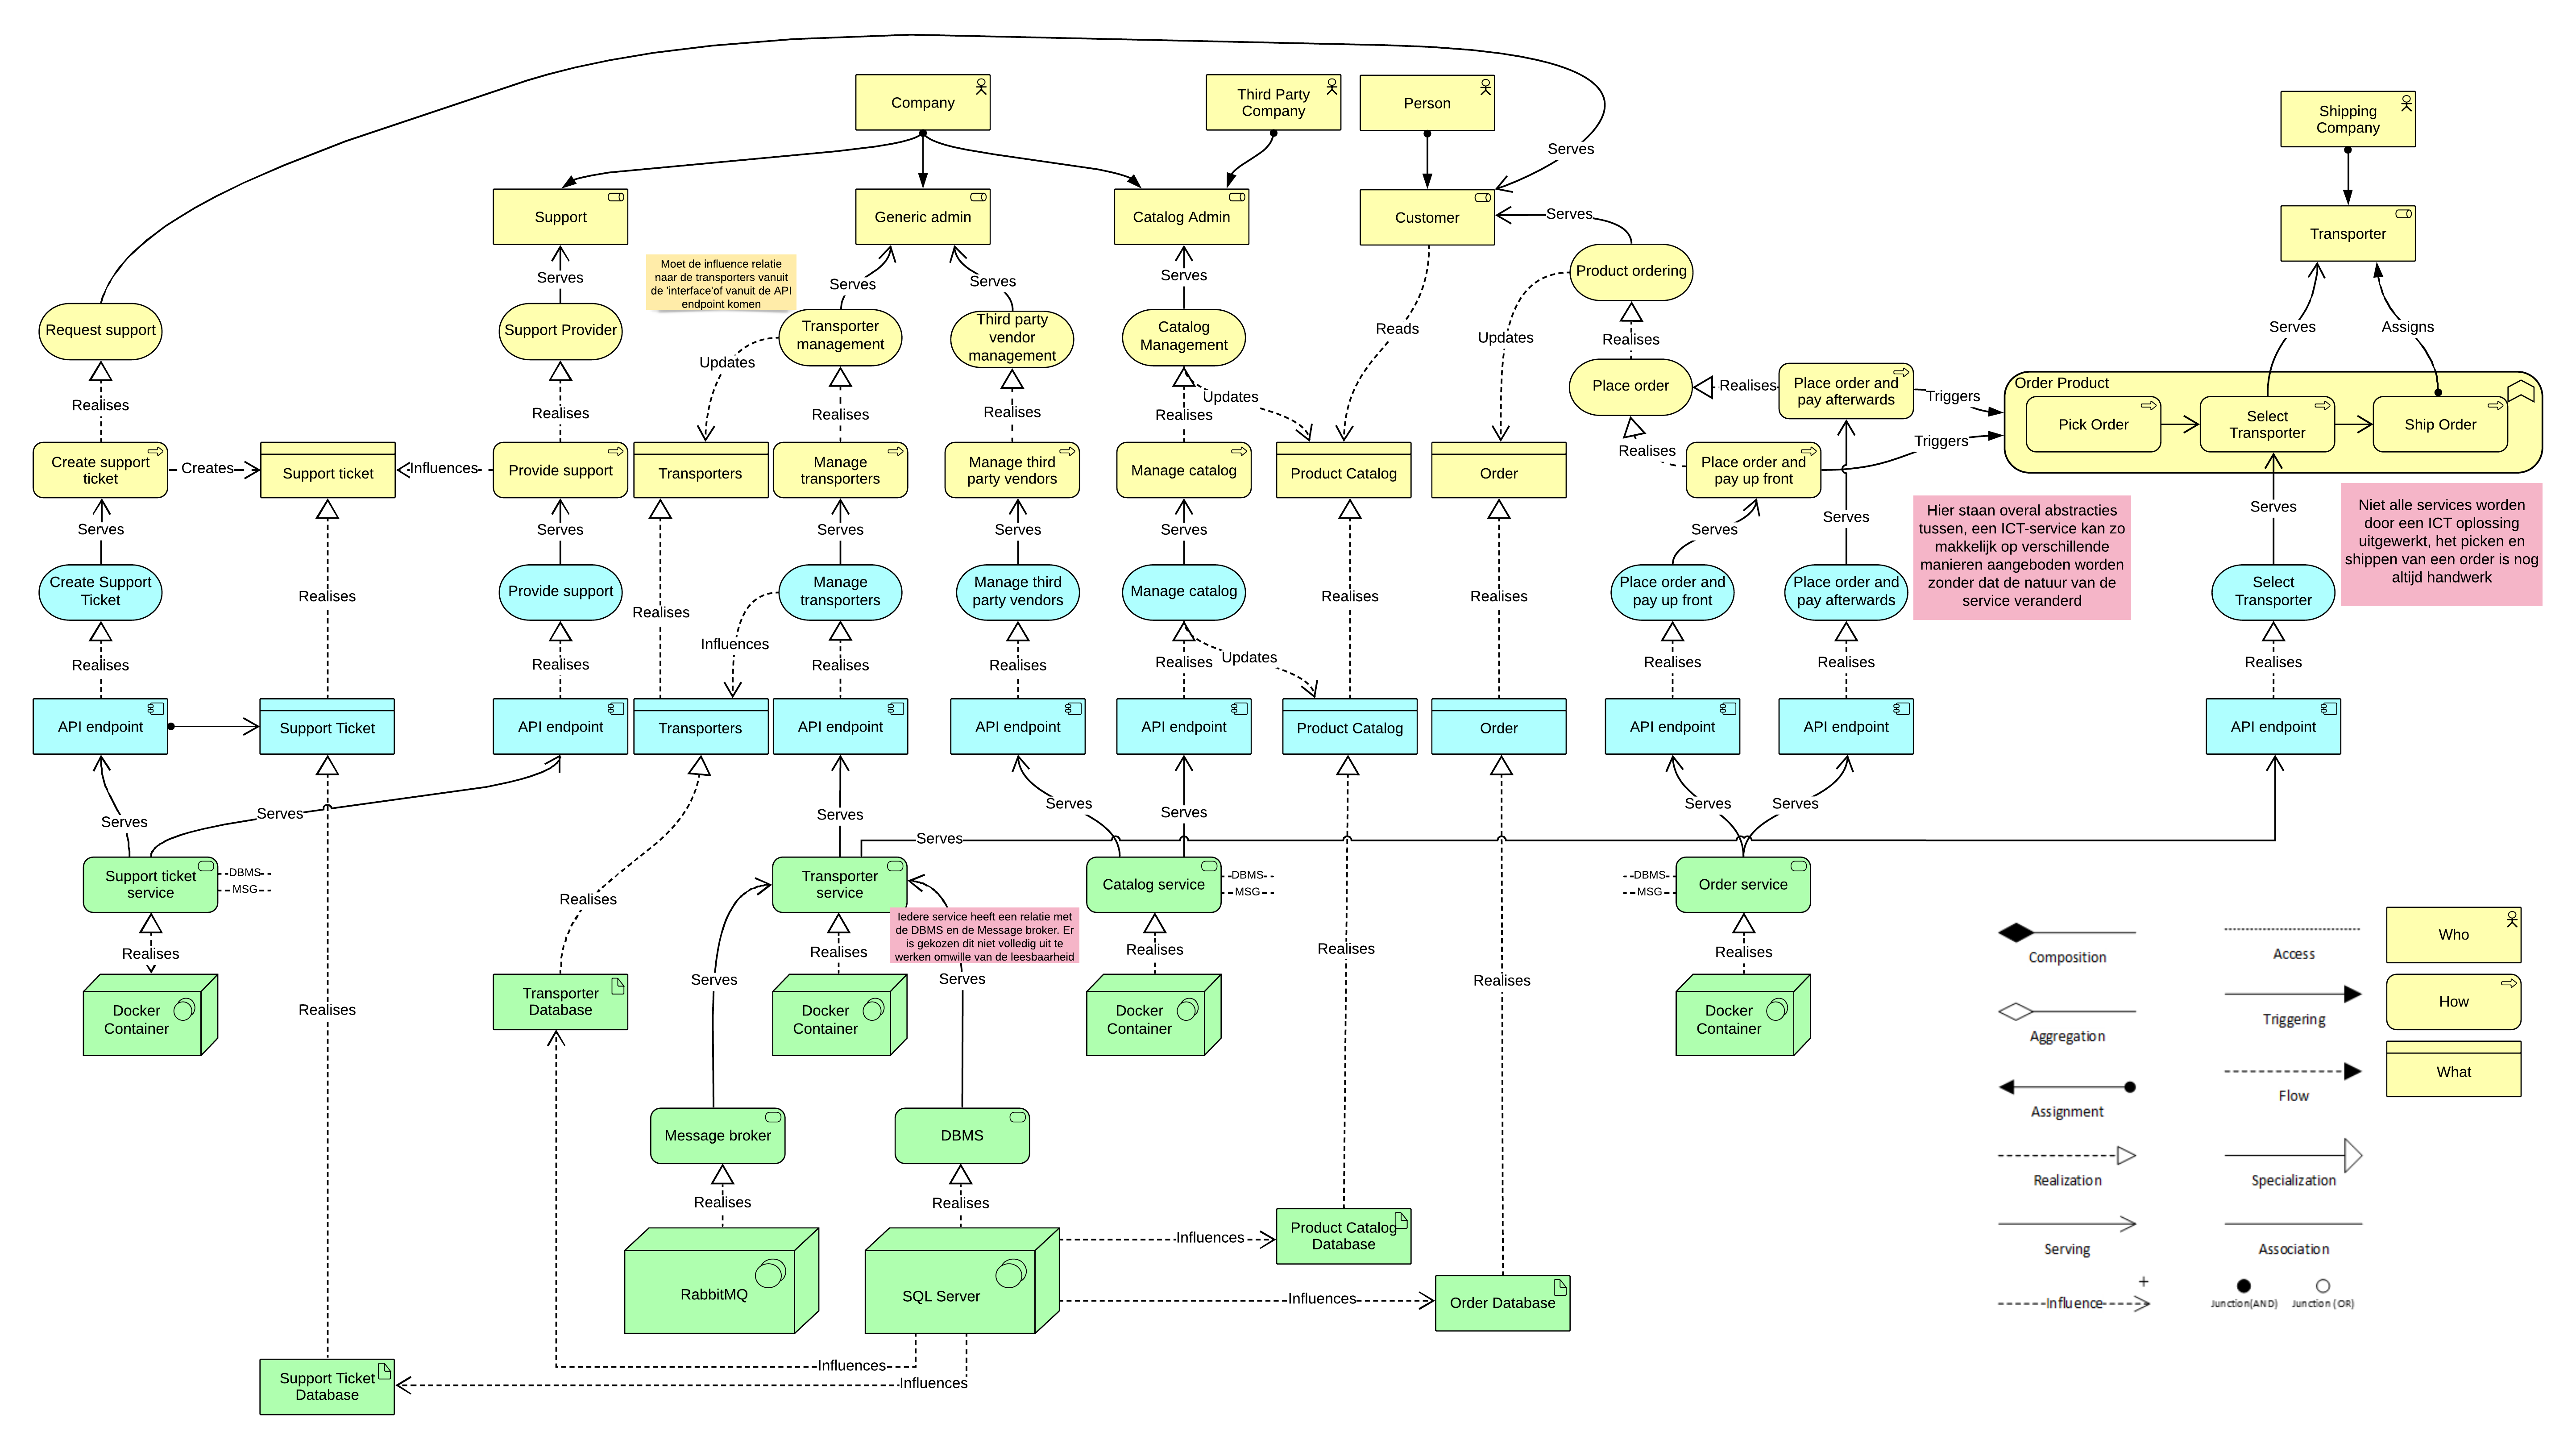 Company
Third Party
Company
Person
Shipping
Company
Serves
Support
Generic admin
Catalog Admin
Customer
Transporter
Serves
Serves
Serves
Serves
Serves
Moet de influence relatie
naar de transporters vanuit
de 'interface'of vanuit de API
endpoint komen
Product ordering
Request support
Support Provider
Transporter
management
Third party
vendor
management
Catalog
Management
Reads
Updates
Realises
Serves
Assigns
Updates
Realises
Realises
Realises
Realises
Realises
Updates
Place order
Realises
Place order and
pay afterwards
Triggers
Order Product
Pick Order
Select
Transporter
Ship Order
Triggers
Realises
Create support
ticket
Creates
Support ticket
Influences
Provide support
Transporters
Manage
transporters
Manage third
party vendors
Manage catalog
Product Catalog
Order
Place order and
pay up front
Serves
Serves
Serves
Serves
Serves
Serves
Serves
Serves
Hier staan overal abstracties
tussen, een ICT-service kan zo
makkelijk op verschillende
manieren aangeboden worden
zonder dat de natuur van de
service veranderd
Niet alle services worden
door een ICT oplossing
uitgewerkt, het picken en
shippen van een order is nog
altijd handwerk
Create Support
Ticket
Realises
Provide support
Realises
Manage
transporters
Manage third
party vendors
Manage catalog
Realises
Realises
Place order and
pay up front
Place order and
pay afterwards
Select
Transporter
Realises
Realises
Influences
Realises
Realises
Realises
Updates
Realises
Realises
Realises
API endpoint
Support Ticket
API endpoint
Transporters
API endpoint
API endpoint
API endpoint
Product Catalog
Order
API endpoint
API endpoint
API endpoint
Serves
Serves
Serves
Serves
Serves
Serves
Serves
Serves
Support ticket
service
DBMS
MSG
Realises
Transporter
service
Catalog service
DBMS
MSG
DBMS
MSG
Order service
Iedere service heeft een relatie met
de DBMS en de Message broker. Er
is gekozen dit niet volledig uit te
werken omwille van de leesbaarheid
Realises
Realises
Realises
Realises
Realises
Docker
Container
Realises
Transporter
Database
Serves
Docker
Container
Serves
Docker
Container
Realises
Docker
Container
Message broker
DBMS
Realises
Realises
RabbitMQ
SQL Server
Influences
Product Catalog
Database
Influences
Order Database
Influences
Influences
Support Ticket
Database
Composition
Access
Who
Aggregation
Triggering
How
Assignment
Flow
What
Realization
Specialization
Serving
Association
+
Influence
Junction(AND)
Junction (OR)